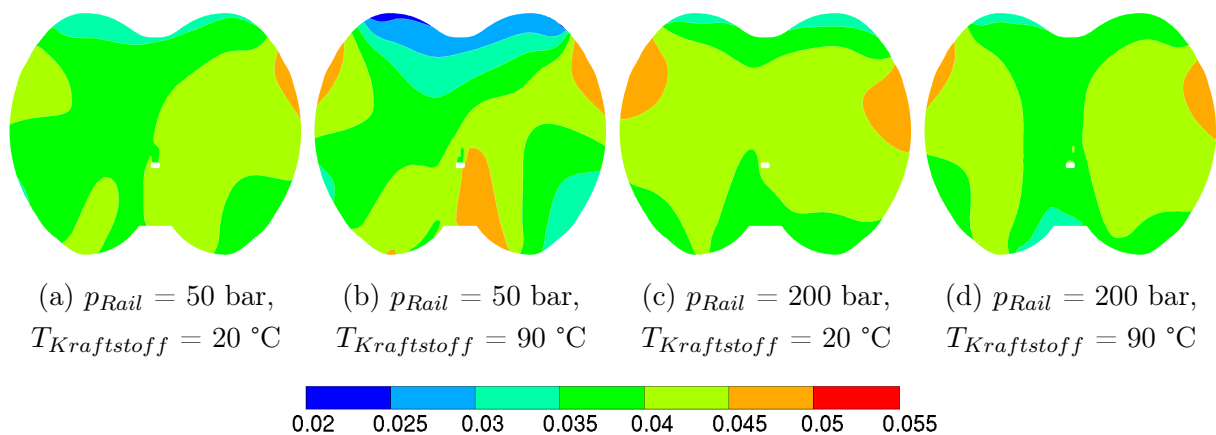 (a) p_Rail = 50 bar, (b) p_Rail = 50 bar, (c) p_Rail = 200 bar, (d) p_Rail = 200 bar,
T_Kraftstoff = 20 °C T_Kraftstoff = 90 °C T_Kraftstoff = 20 °C T_Kraftstoff = 90 °C
0.02 0.025 0.03 0.035 0.04 0.045 0.05 0.055